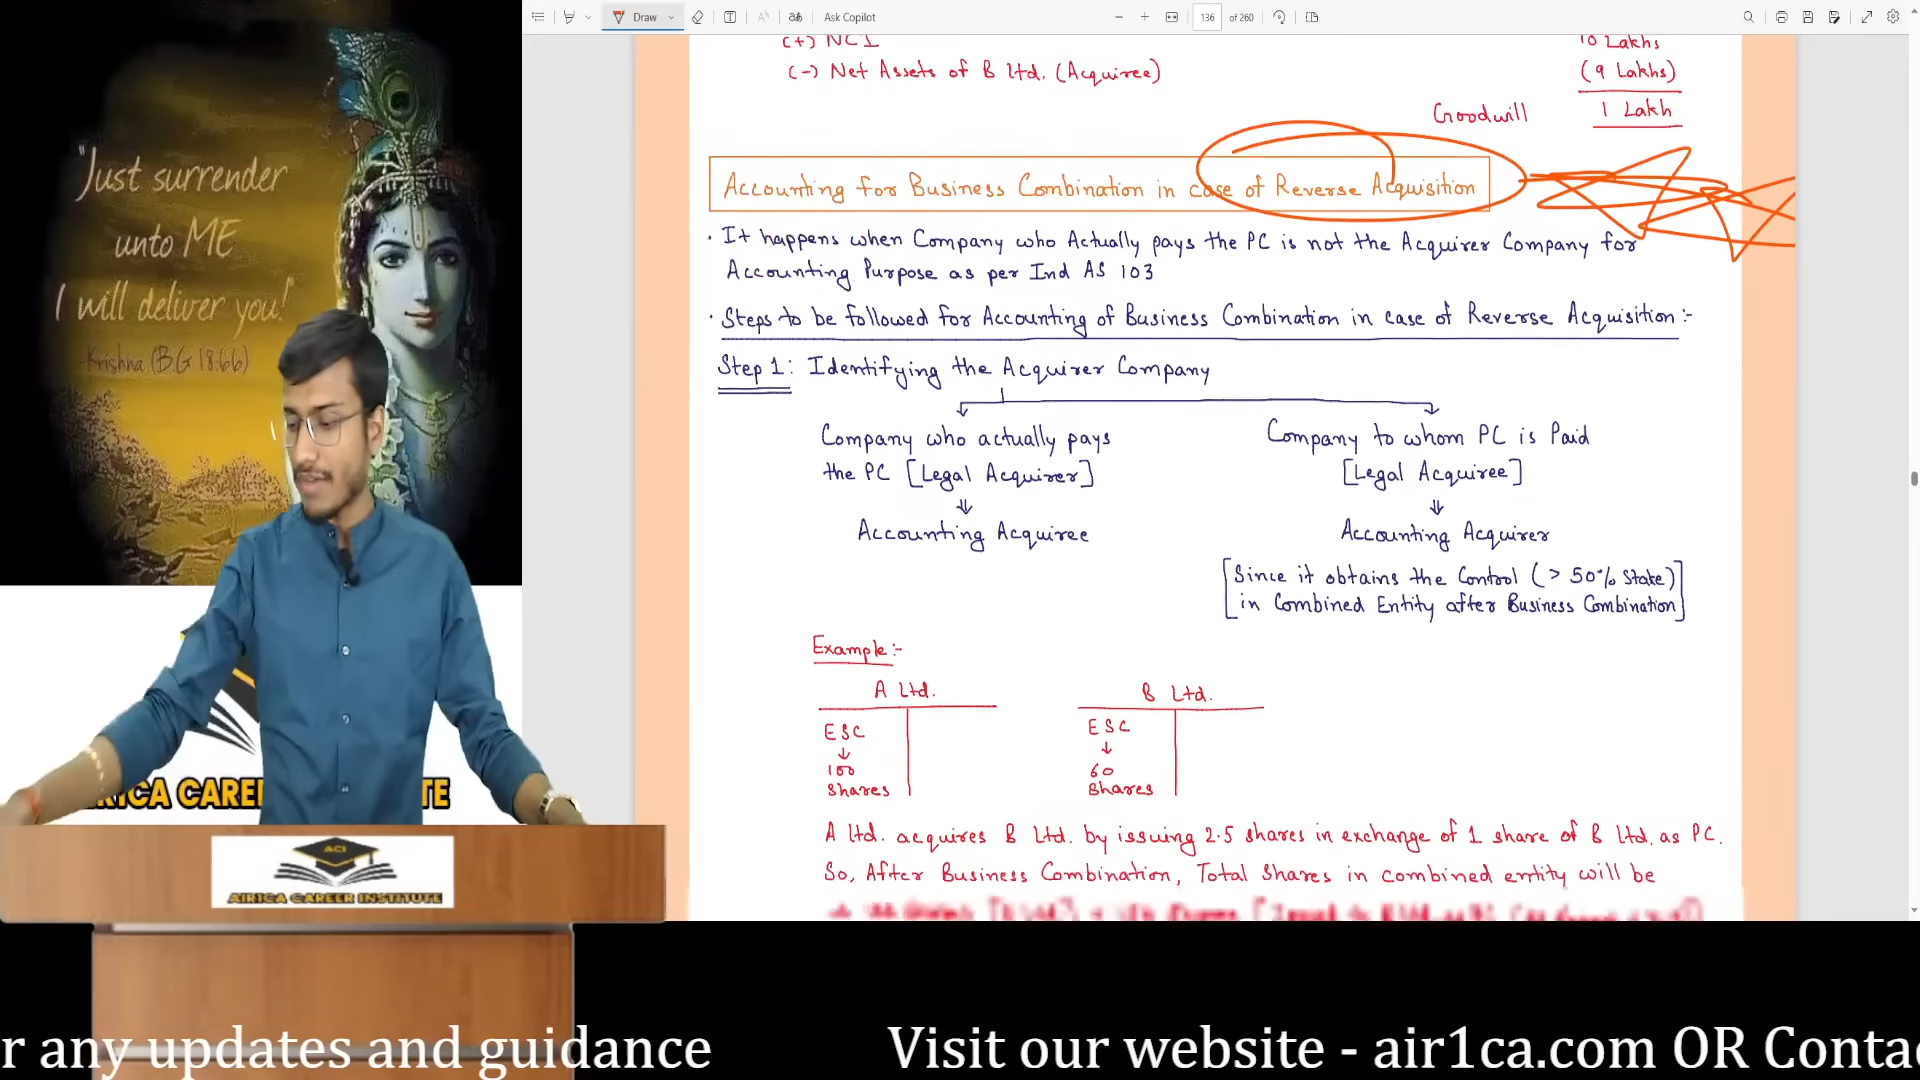 Draw
Ask Copilot
136 of 260
(+) NCI 10 Lakhs
(-) Net Assets of B Ltd. (Acquiree) (9 Lakhs)
Goodwill 1 Lakh
Accounting for Business Combination in case of Reverse Acquisition
· It happens when Company who Actually pays the PC is not the Acquirer Company for
Accounting Purpose as per Ind AS 103
· Steps to be followed for Accounting of Business Combination in case of Reverse Acquisition :-
Step 1: Identifying the Acquirer Company
Company who actually pays
the PC [Legal Acquirer]
⇓
Accounting Acquiree
Company to whom PC is Paid
[Legal Acquiree]
⇓
Accounting Acquirer
[Since it obtains the Control (> 50% Stake)
in Combined Entity after Business Combination]
Example :-
A Ltd.
ESC
↓
100
Shares
B Ltd.
ESC
↓
60
Shares
A Ltd. acquires B Ltd. by issuing 2.5 shares in exchange of 1 share of B Ltd. as PC.
So, After Business Combination, Total Shares in combined entity will be
"Just surrender
unto ME
I will deliver you!"
-Krishna (B.G 18.66)
CA CAREE
TE
ACI
AIR1CA CAREER INSTITUTE
r any updates and guidance Visit our website - air1ca.com OR Conta